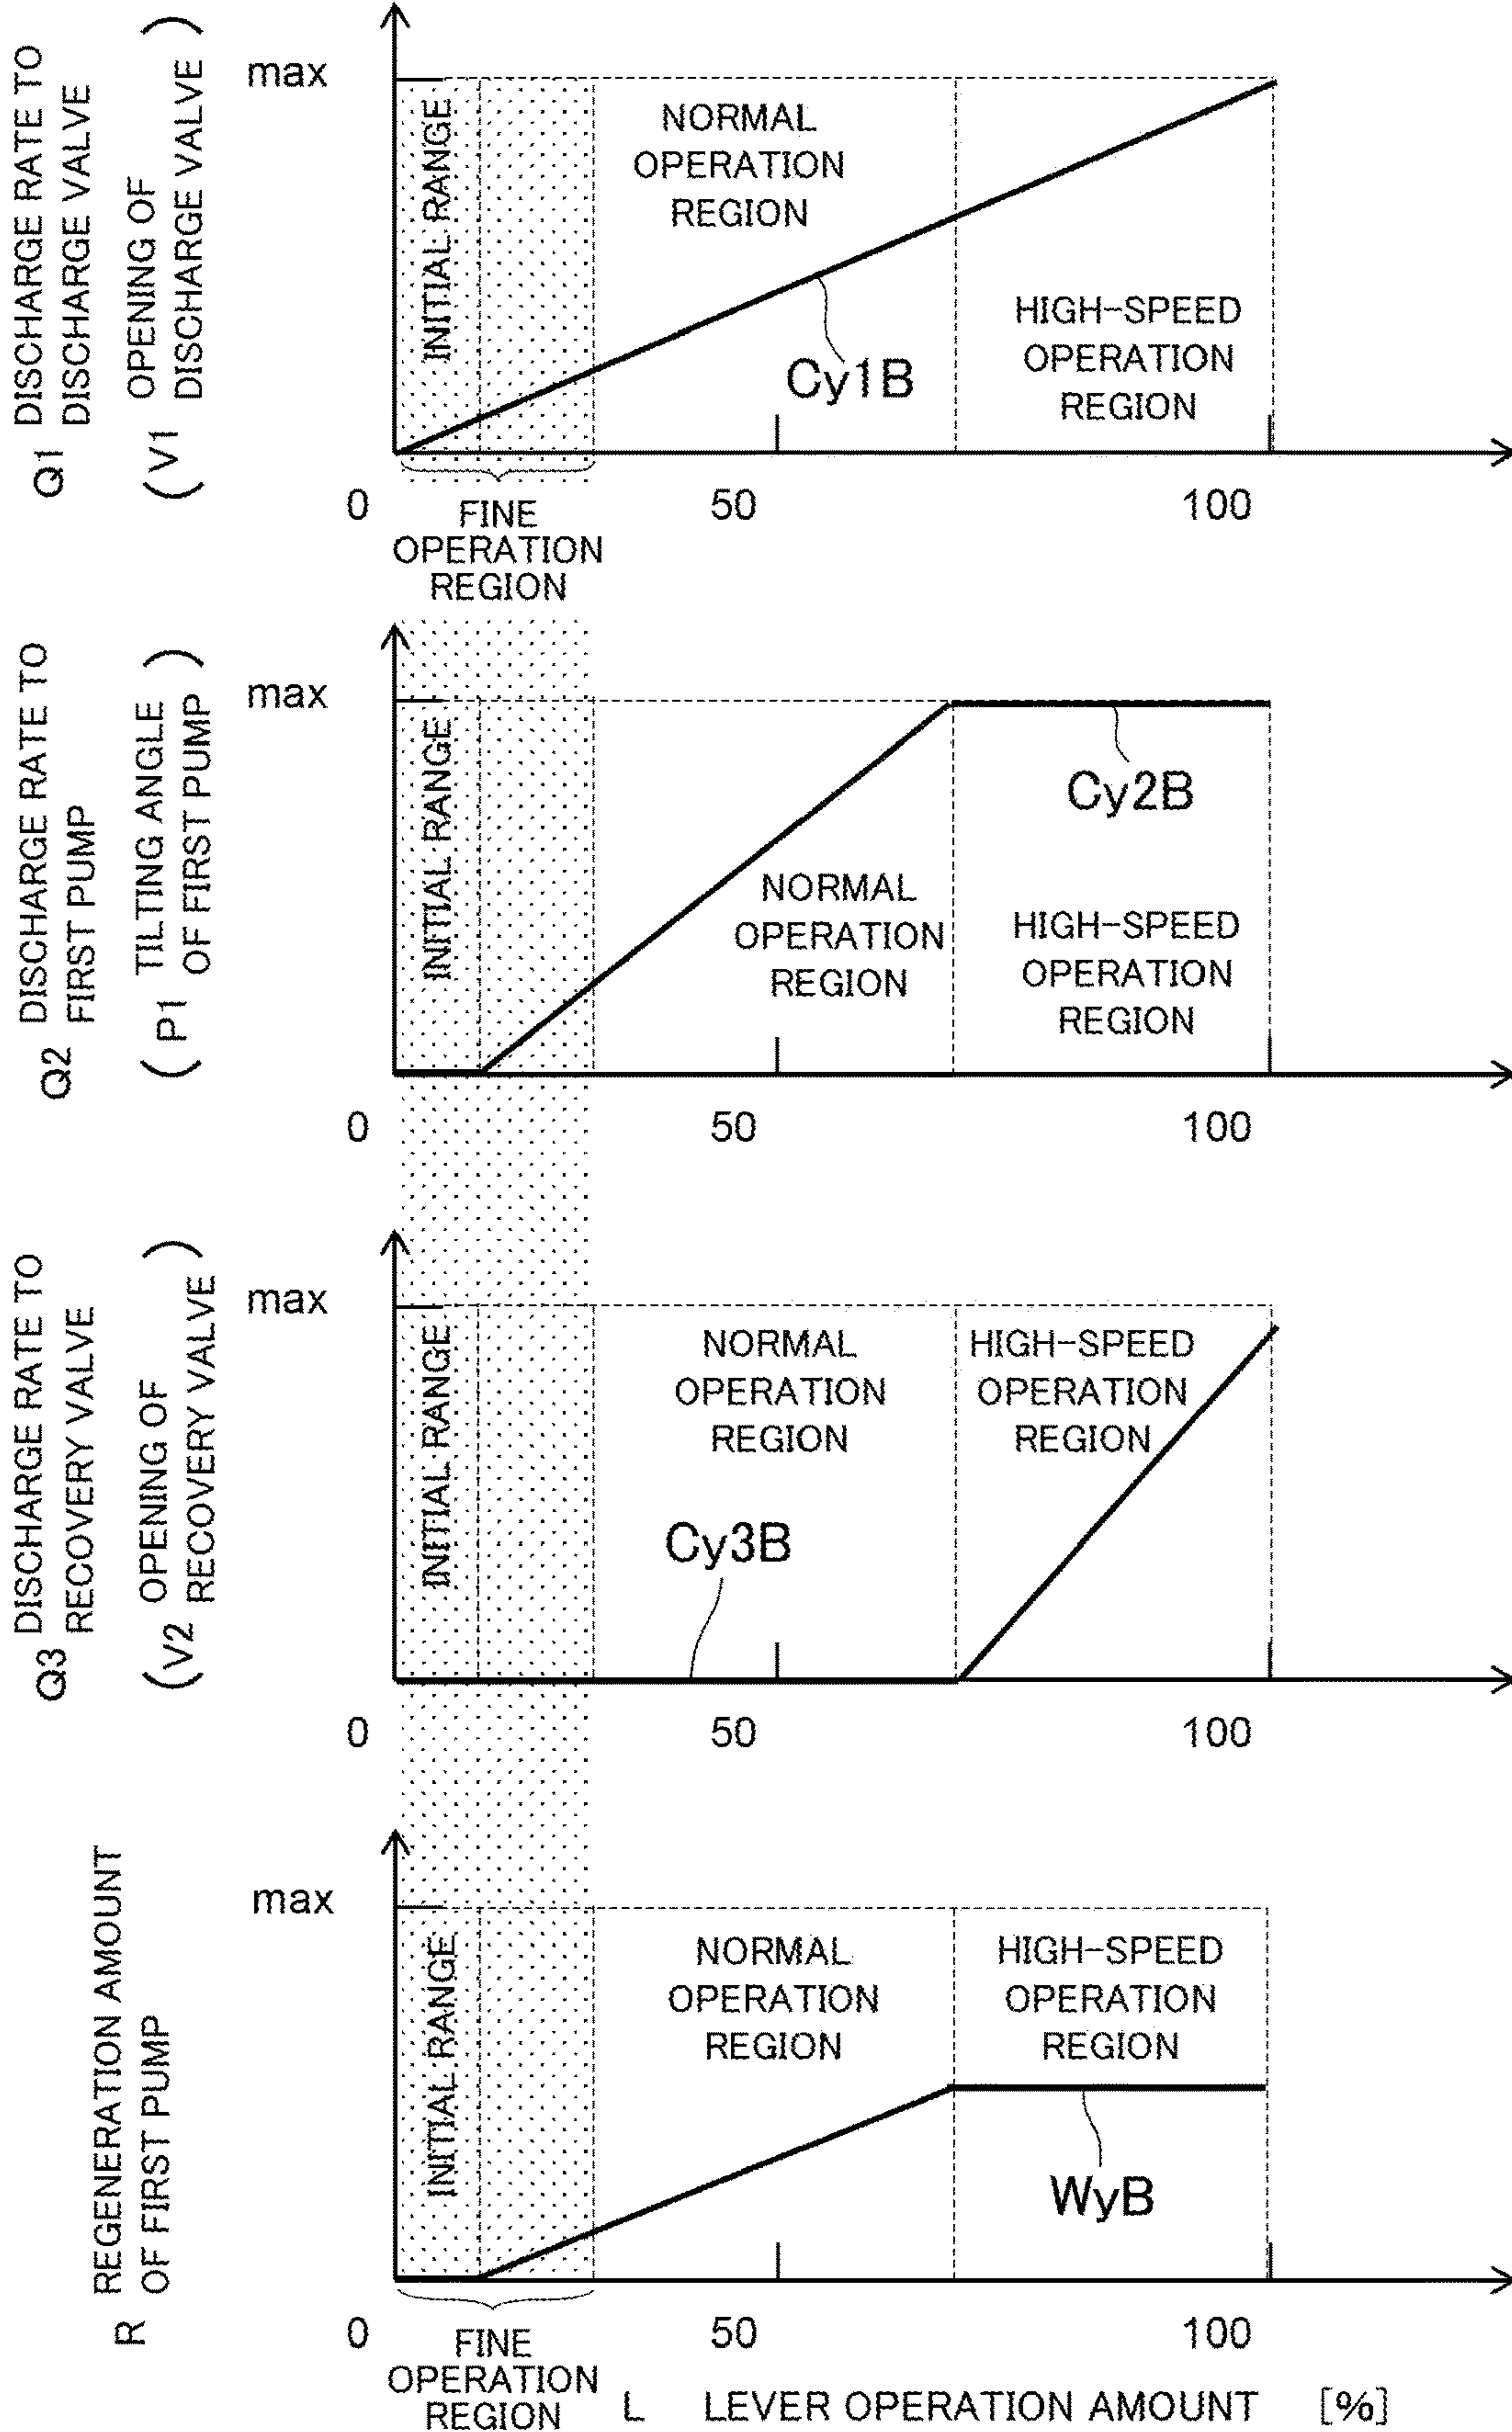 Q1 DISCHARGE RATE TO
DISCHARGE VALVE
(V1 OPENING OF
DISCHARGE VALVE)
max
INITIAL RANGE
NORMAL
OPERATION
REGION
HIGH-SPEED
OPERATION
REGION
Cy1B
0
50
100
FINE
OPERATION
REGION
Q2 DISCHARGE RATE TO
FIRST PUMP
(P1 TILTING ANGLE
OF FIRST PUMP)
max
INITIAL RANGE
NORMAL
OPERATION
REGION
Cy2B
HIGH-SPEED
OPERATION
REGION
0
50
100
Q3 DISCHARGE RATE TO
RECOVERY VALVE
(V2 OPENING OF
RECOVERY VALVE)
max
INITIAL RANGE
NORMAL
OPERATION
REGION
HIGH-SPEED
OPERATION
REGION
Cy3B
0
50
100
R REGENERATION AMOUNT
OF FIRST PUMP
max
INITIAL RANGE
NORMAL
OPERATION
REGION
HIGH-SPEED
OPERATION
REGION
WyB
0
50
100
FINE
OPERATION
REGION
L LEVER OPERATION AMOUNT [%]